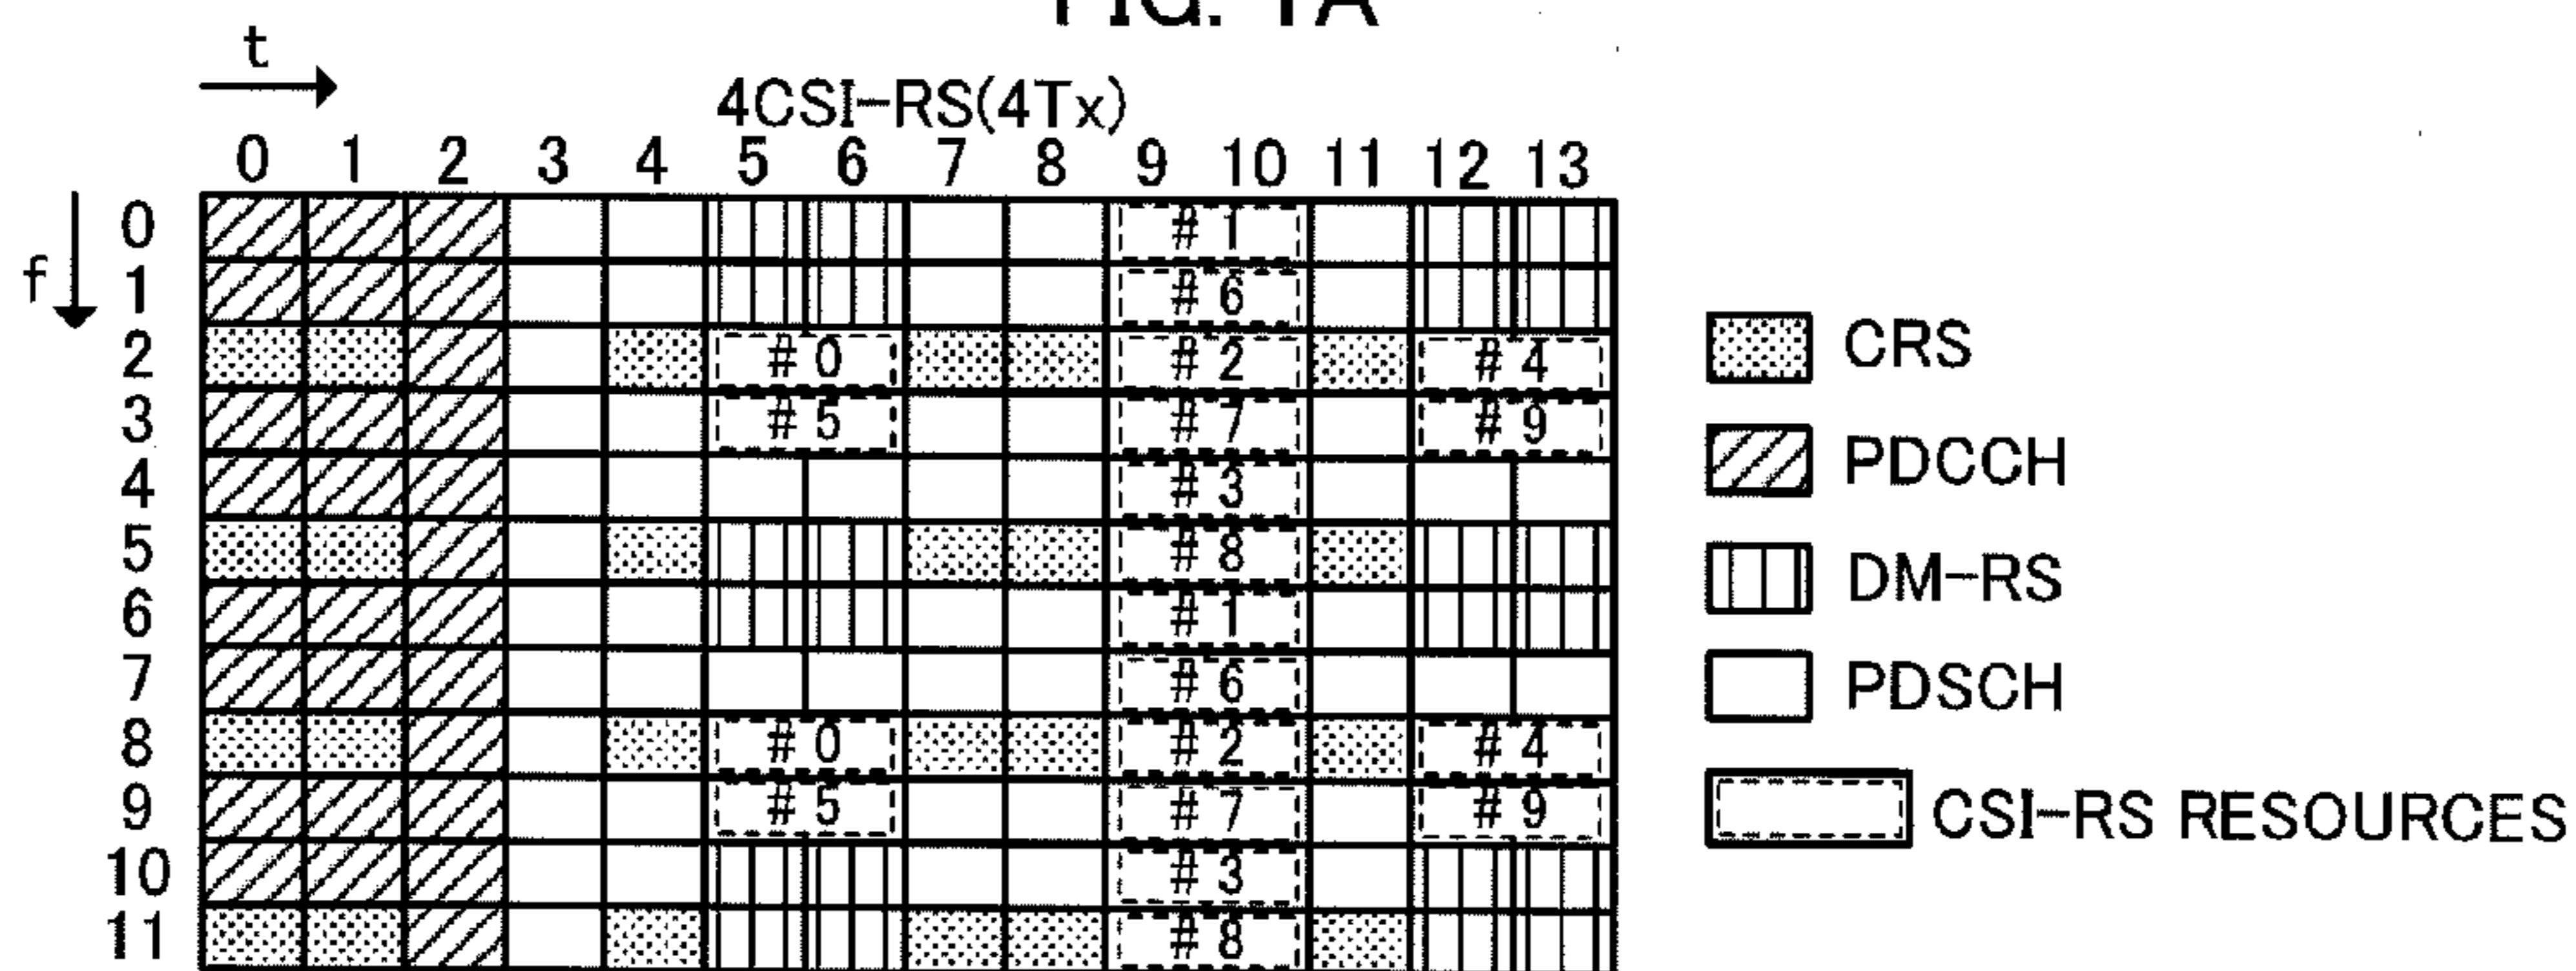 FIG. 1A
t
4CSI-RS(4Tx)
0 1 2 3 4 5 6 7 8 9 10 11 12 13
f
0 #1
1 #6
2 #0 #2 #4
3 #5 #7 #9
4 #3
5 #8
6 #1
7 #6
8 #0 #2 #4
9 #5 #7 #9
10 #3
11 #8
CRS
PDCCH
DM-RS
PDSCH
CSI-RS RESOURCES